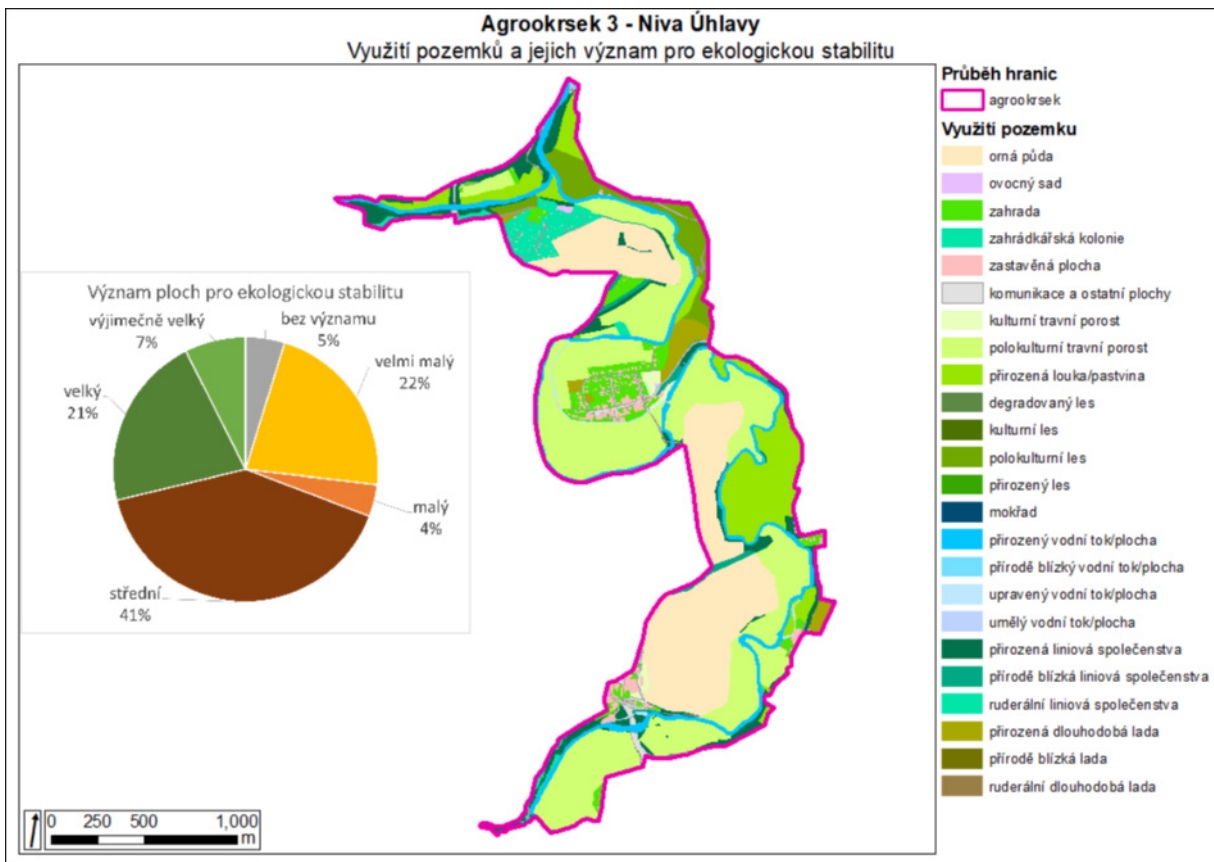 Agrookrsek 3 - Niva Úhlavy
Využití pozemků a jejich význam pro ekologickou stabilitu
Význam ploch pro ekologickou stabilitu
výjimečně velký
7%
bez významu
5%
velmi malý
22%
velký
21%
malý
4%
střední
41%
0 250 500 1,000
m
Průběh hranic
agrookrsek
Využití pozemku
orná půda
ovocný sad
zahrada
zahrádkářská kolonie
zastavěná plocha
komunikace a ostatní plochy
kulturní travní porost
polokulturní travní porost
přirozená louka/pastvina
degradovaný les
kulturní les
polokulturní les
přirozený les
mokřad
přirozený vodní tok/plocha
přírodě blízký vodní tok/plocha
upravený vodní tok/plocha
umělý vodní tok/plocha
přirozená liniová společenstva
přírodě blízká liniová společenstva
ruderální liniová společenstva
přirozená dlouhodobá lada
přírodě blízká lada
ruderální dlouhodobá lada